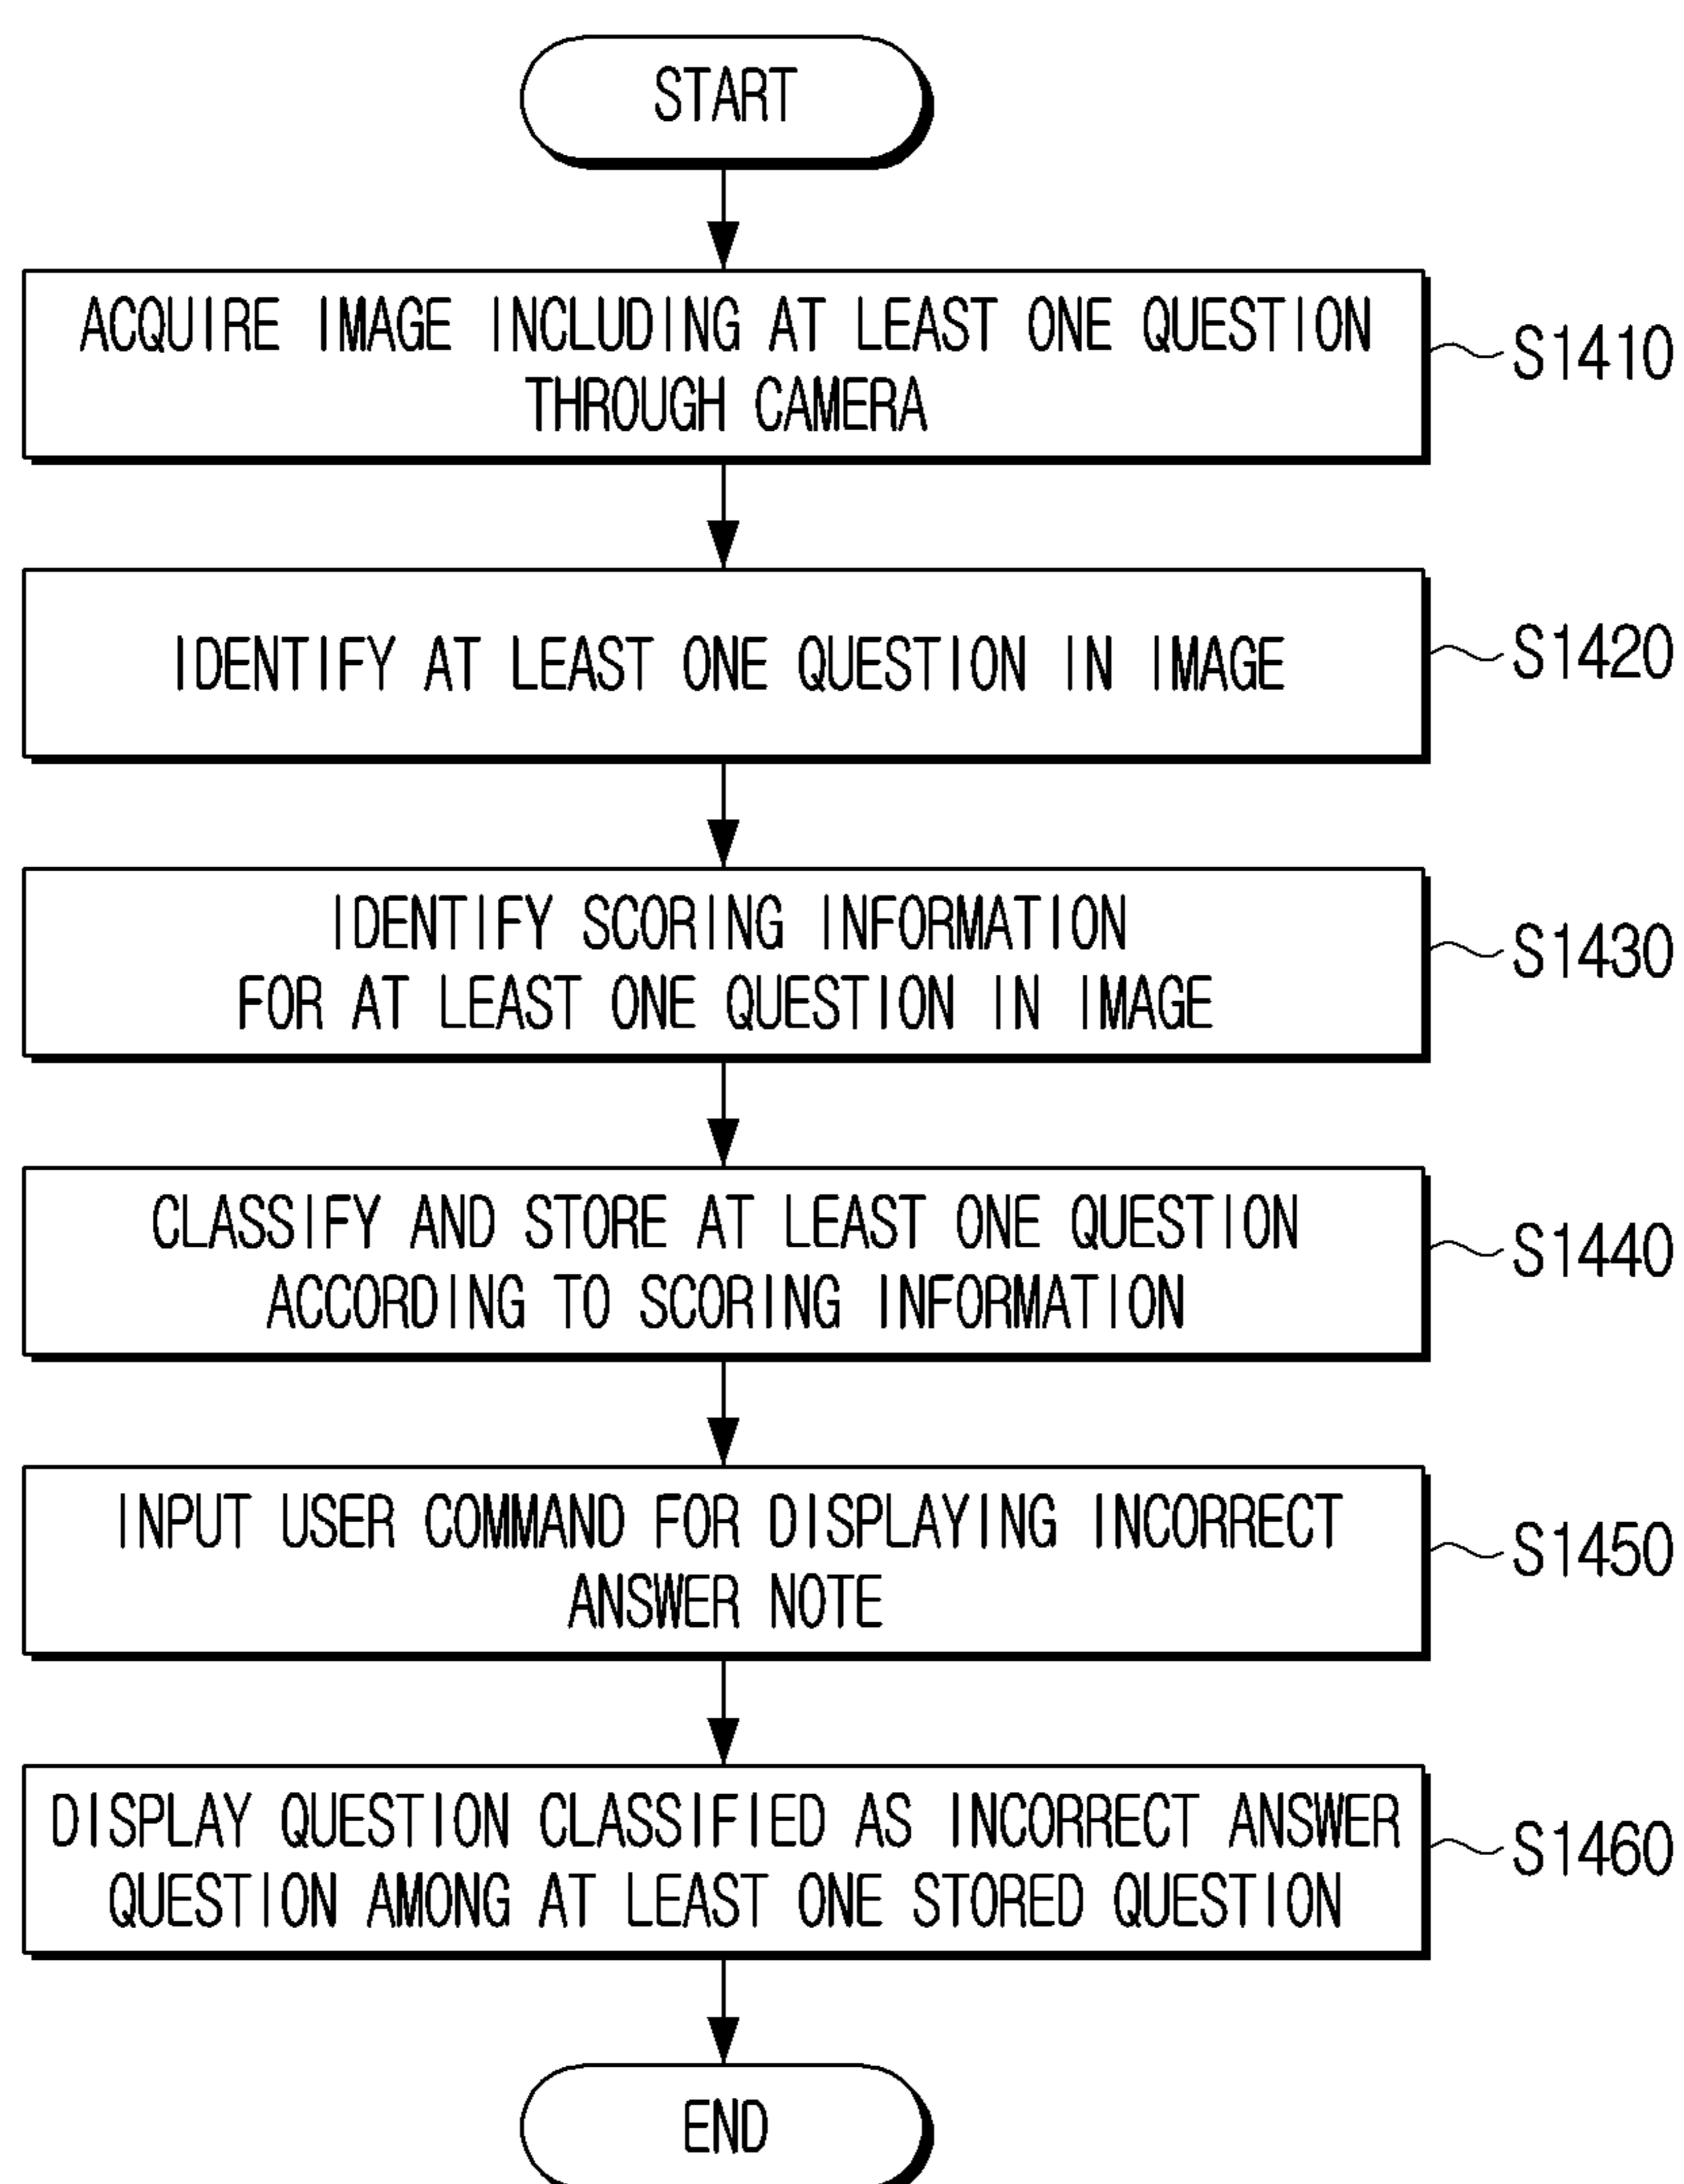 START
ACQUIRE IMAGE INCLUDING AT LEAST ONE QUESTION
THROUGH CAMERA
S1410
IDENTIFY AT LEAST ONE QUESTION IN IMAGE
S1420
IDENTIFY SCORING INFORMATION
FOR AT LEAST ONE QUESTION IN IMAGE
S1430
CLASSIFY AND STORE AT LEAST ONE QUESTION
ACCORDING TO SCORING INFORMATION
S1440
INPUT USER COMMAND FOR DISPLAYING INCORRECT
ANSWER NOTE
S1450
DISPLAY QUESTION CLASSIFIED AS INCORRECT ANSWER
QUESTION AMONG AT LEAST ONE STORED QUESTION
S1460
END